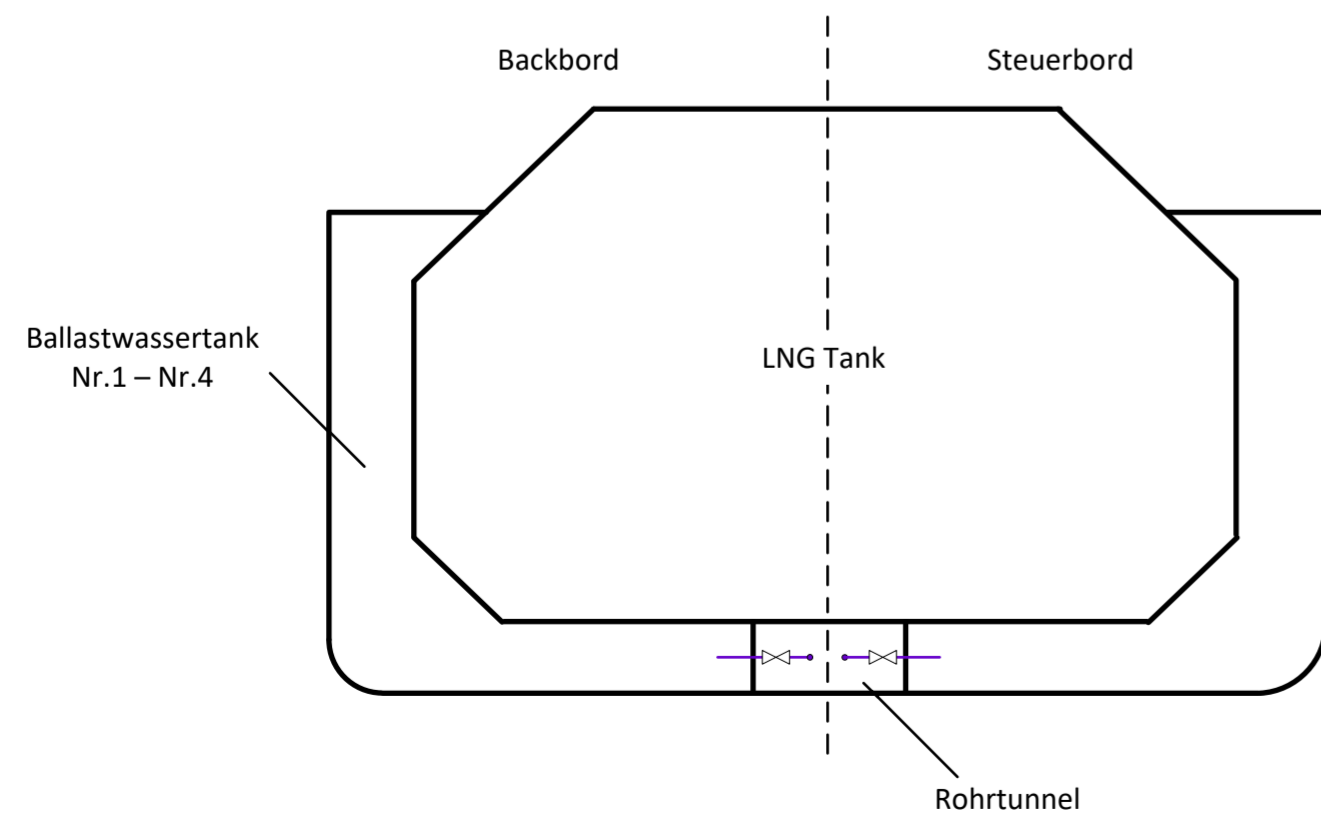 Backbord
Steuerbord
Ballastwassertank
Nr.1 – Nr.4
LNG Tank
Rohrtunnel